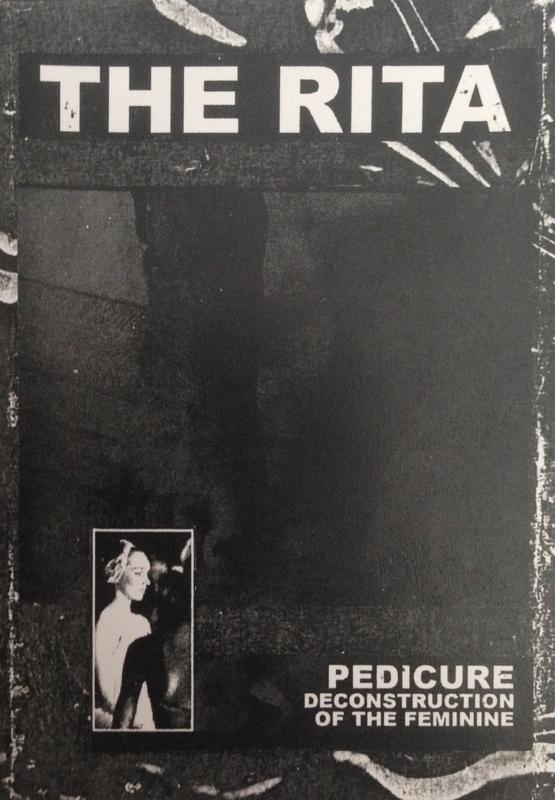 THE RITA
PEDICURE
DECONSTRUCTION
OF THE FEMININE